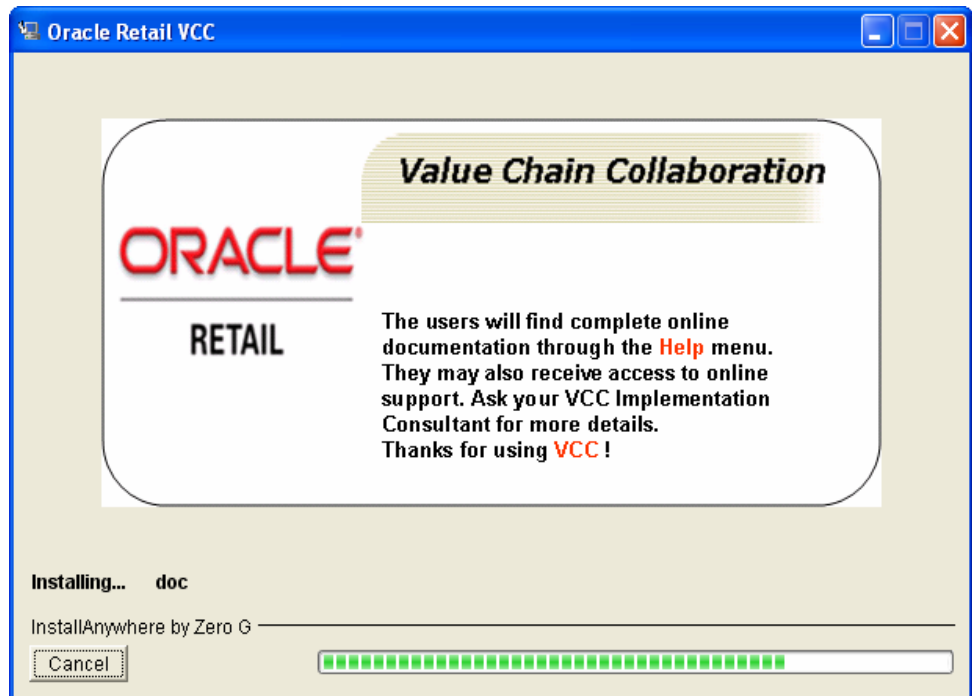 Oracle Retail VCC
Value Chain Collaboration
ORACLE®
RETAIL
The users will find complete online
documentation through the Help menu.
They may also receive access to online
support. Ask your VCC Implementation
Consultant for more details.
Thanks for using VCC !
Installing... doc
InstallAnywhere by Zero G
Cancel